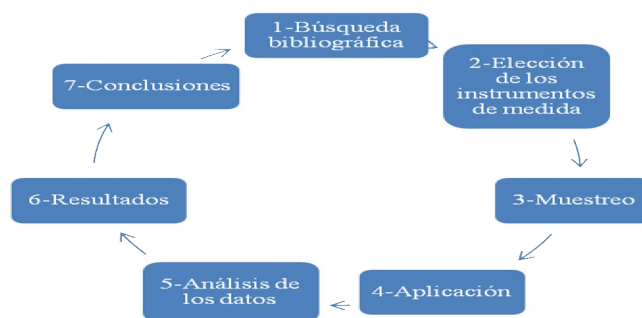 1-Búsqueda
bibliográfica
2-Elección
de los
instrumentos
de medida
3-Muestreo
4-Aplicación
5-Análisis de
los datos
6-Resultados
7-Conclusiones